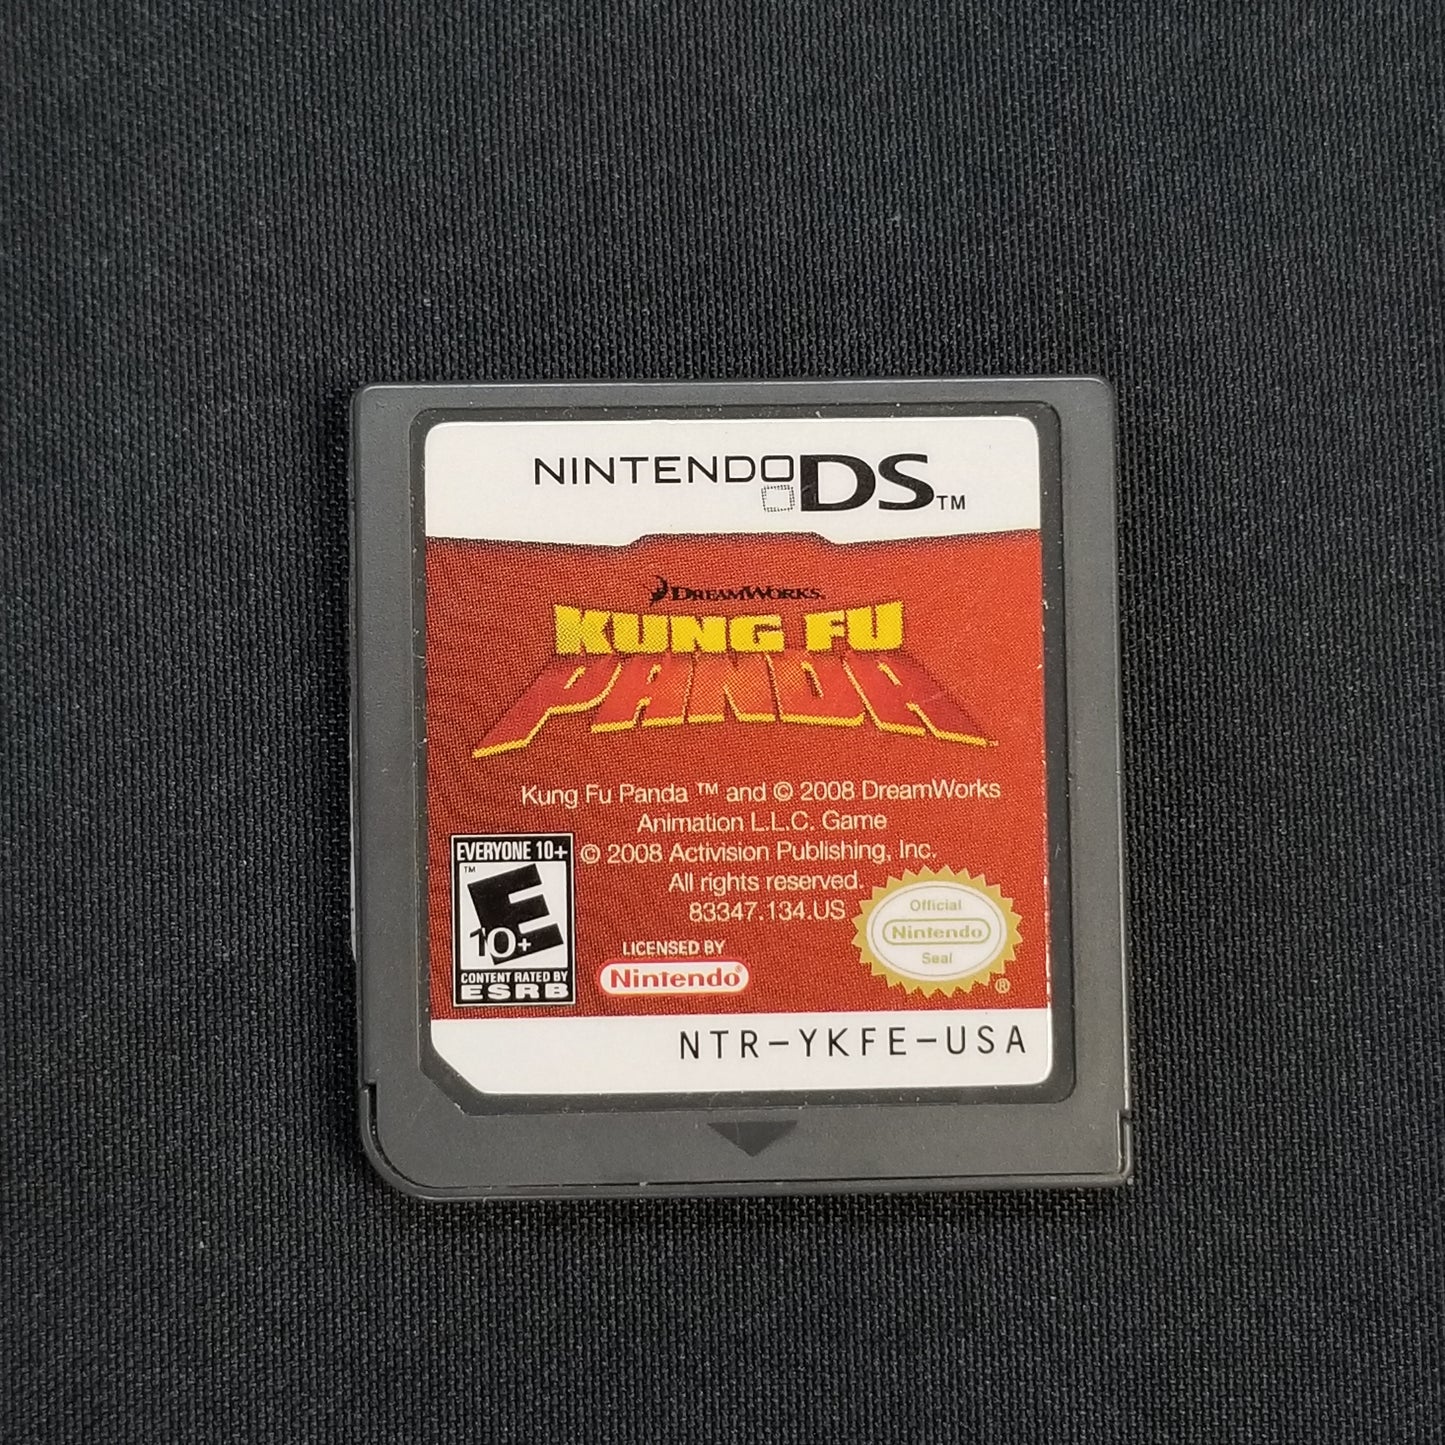 NINTENDO DS™
DREAMWORKS
KUNG FU
PANDA™
Kung Fu Panda ™ and © 2008 DreamWorks
Animation L.L.C. Game
© 2008 Activision Publishing, Inc.
All rights reserved.
83347.134.US
EVERYONE 10+
™
E
10+
CONTENT RATED BY
ESRB
LICENSED BY
Nintendo®
Official
Nintendo
Seal
®
NTR-YKFE-USA